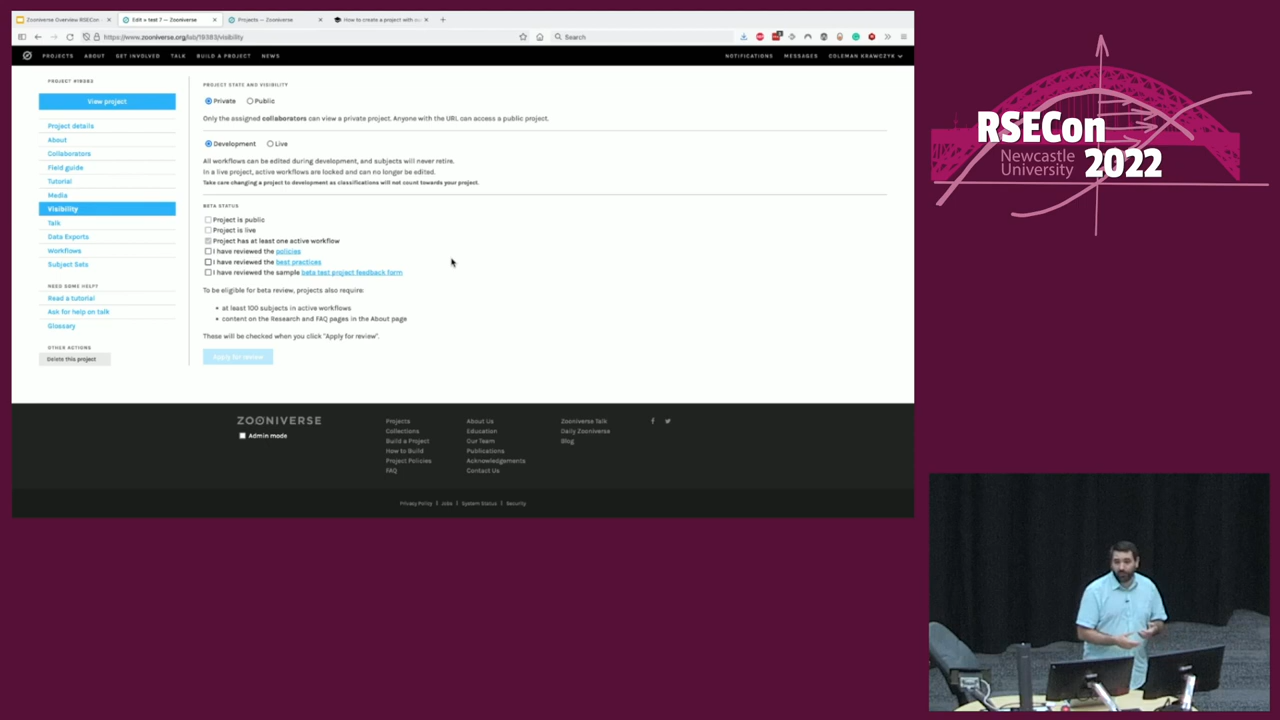 Zooniverse Overview RSECon
Edit « test 7 — Zooniverse
Projects — Zooniverse
How to create a project with our
https://www.zooniverse.org/lab/19383/visibility
Search
PROJECTS
ABOUT
GET INVOLVED
TALK
BUILD A PROJECT
NEWS
NOTIFICATIONS
MESSAGES
COLEMAN KRAWCZYK
PROJECT #19383
View project
Project details
About
Collaborators
Field guide
Tutorial
Media
Visibility
Talk
Data Exports
Workflows
Subject Sets
NEED SOME HELP?
Read a tutorial
Ask for help on talk
Glossary
OTHER ACTIONS
Delete this project
PROJECT STATE AND VISIBILITY
Private Public
Only the assigned collaborators can view a private project. Anyone with the URL can access a public project.
Development Live
All workflows can be edited during development, and subjects will never retire.
In a live project, active workflows are locked and can no longer be edited.
Take care changing a project to development as classifications will not count towards your project.
BETA STATUS
Project is public
Project is live
Project has at least one active workflow
I have reviewed the policies
I have reviewed the best practices
I have reviewed the sample beta test project feedback form
To be eligible for beta review, projects also require:
• at least 100 subjects in active workflows
• content on the Research and FAQ pages in the About page
These will be checked when you click "Apply for review".
Apply for review
ZOONIVERSE
Admin mode
Projects
Collections
Build a Project
How to Build
Project Policies
FAQ
About Us
Education
Our Team
Publications
Acknowledgements
Contact Us
Zooniverse Talk
Daily Zooniverse
Blog
Privacy Policy | Jobs | System Status | Security
RSECon
Newcastle
University
2022